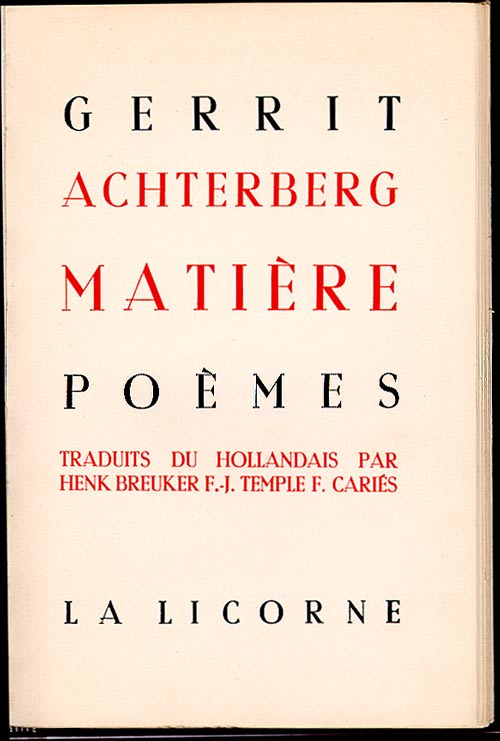 GERRIT
ACHTERBERG
MATIÈRE
POÈMES
TRADUITS DU HOLLANDAIS PAR
HENK BREUKER F.-J. TEMPLE F. CARIÉS
LA LICORNE